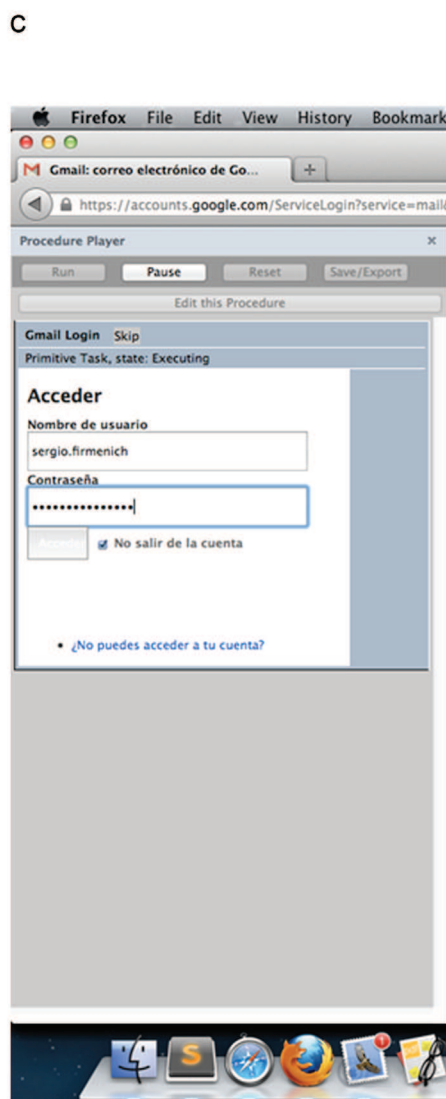 C
Firefox File Edit View History Bookmark
Gmail: correo electrónico de Go... +
https://accounts.google.com/ServiceLogin?service=mail&
Procedure Player ×
Run Pause Reset Save/Export
Edit this Procedure
Gmail Login Skip
Primitive Task, state: Executing
Acceder
Nombre de usuario
sergio.firmenich
Contraseña
•••••••••••••••
Acceder No salir de la cuenta
• ¿No puedes acceder a tu cuenta?
S 1